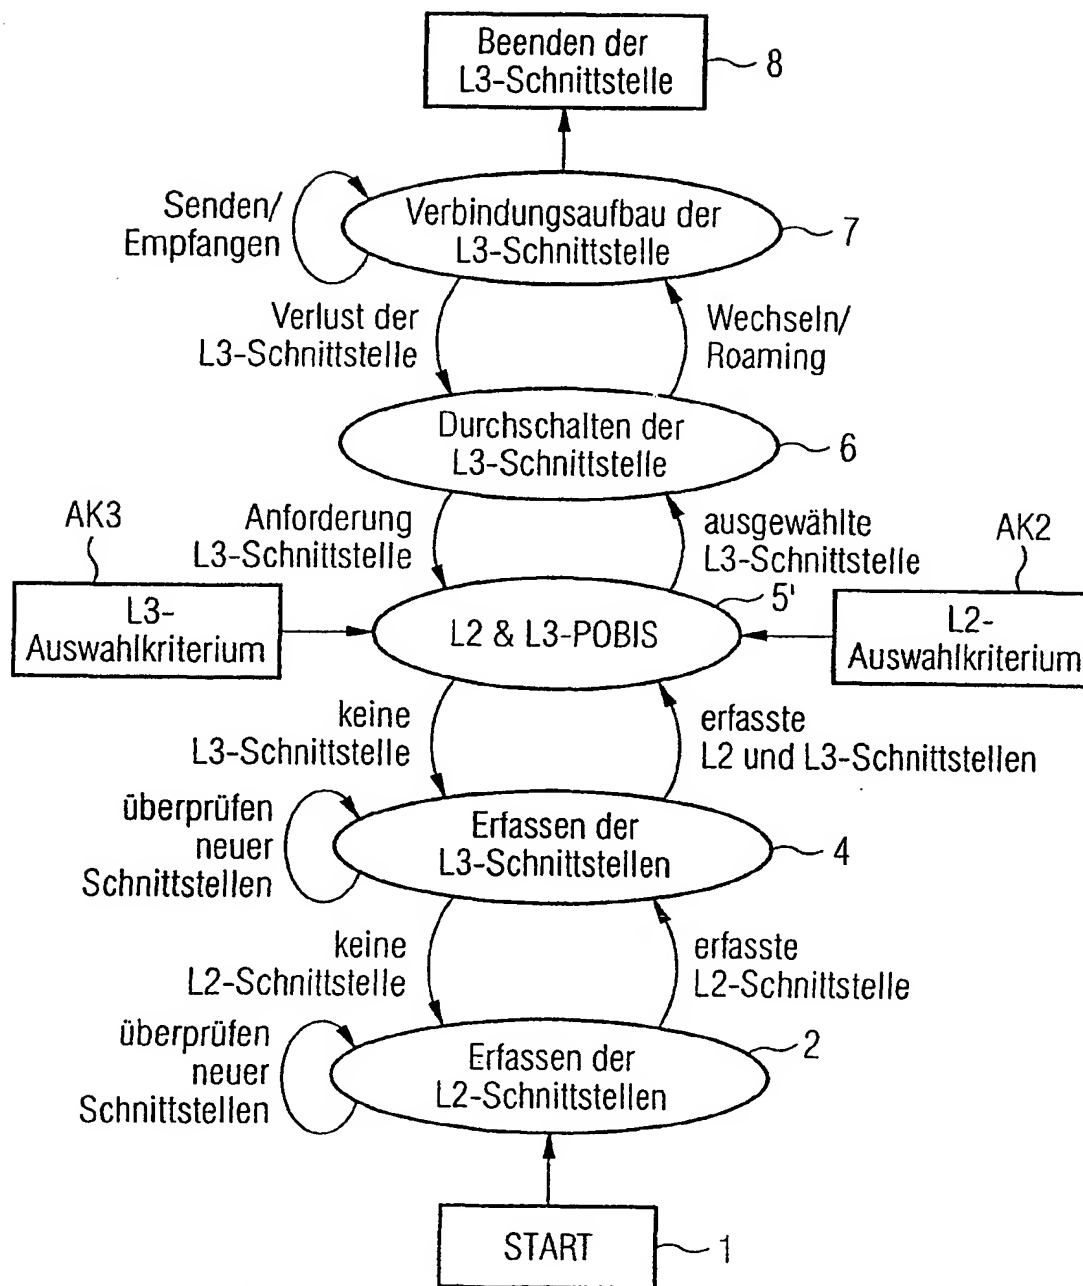 Beenden der
L3-Schnittstelle
8
Senden/
Empfangen
Verbindungsaufbau der
L3-Schnittstelle
7
Verlust der
L3-Schnittstelle
Wechseln/
Roaming
Durchschalten der
L3-Schnittstelle
6
AK3
Anforderung
L3-Schnittstelle
ausgewählte
L3-Schnittstelle
AK2
L3-
Auswahlkriterium
L2 & L3-POBIS
5'
L2-
Auswahlkriterium
keine
L3-Schnittstelle
erfasste
L2 und L3-Schnittstellen
überprüfen
neuer
Schnittstellen
Erfassen der
L3-Schnittstellen
4
keine
L2-Schnittstelle
erfasste
L2-Schnittstelle
überprüfen
neuer
Schnittstellen
Erfassen der
L2-Schnittstellen
2
START
1